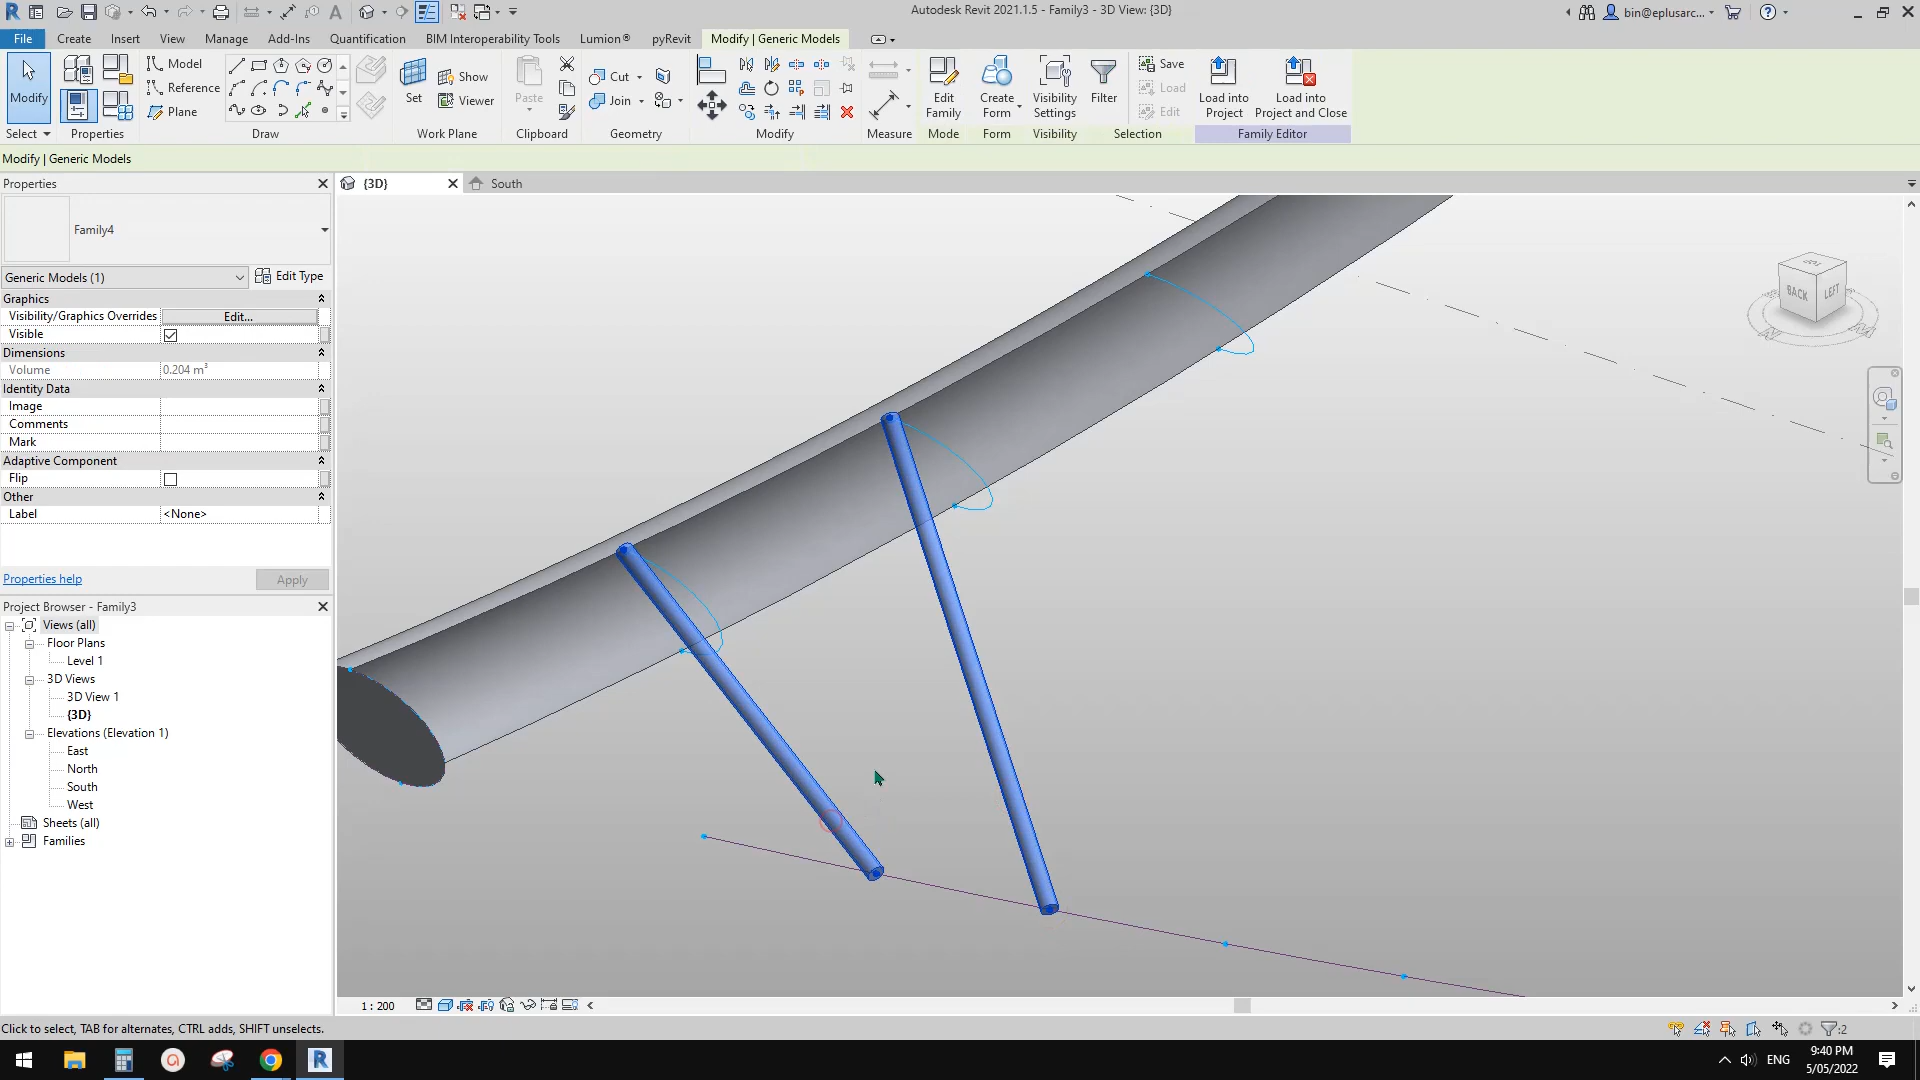 Autodesk Revit 2021.1.5 - Family3 - 3D View: {3D}
bin@eplusarc...
File Create Insert View Manage Add-Ins Quantification BIM Interoperability Tools Lumion® pyRevit Modify | Generic Models
Modify
Select
Properties
Model
Reference
Plane
Draw
Set
Show
Viewer
Work Plane
Paste
Clipboard
Cut
Join
Geometry
Modify
Measure
Edit
Family
Mode
Create
Form
Form
Visibility
Settings
Visibility
Filter
Save
Load
Edit
Selection
Load into
Project
Load into
Project and Close
Family Editor
Modify | Generic Models
Properties
{3D}
South
Family4
Generic Models (1)
Edit Type
Graphics
Visibility/Graphics Overrides Edit...
Visible
Dimensions
Volume 0.204 m³
Identity Data
Image
Comments
Mark
Adaptive Component
Flip
Other
Label <None>
Properties help
Apply
Project Browser - Family3
Views (all)
Floor Plans
Level 1
3D Views
3D View 1
{3D}
Elevations (Elevation 1)
East
North
South
West
Sheets (all)
Families
BACK
LEFT
1 : 200
Click to select, TAB for alternates, CTRL adds, SHIFT unselects.
:2
ENG
9:40 PM
5/05/2022